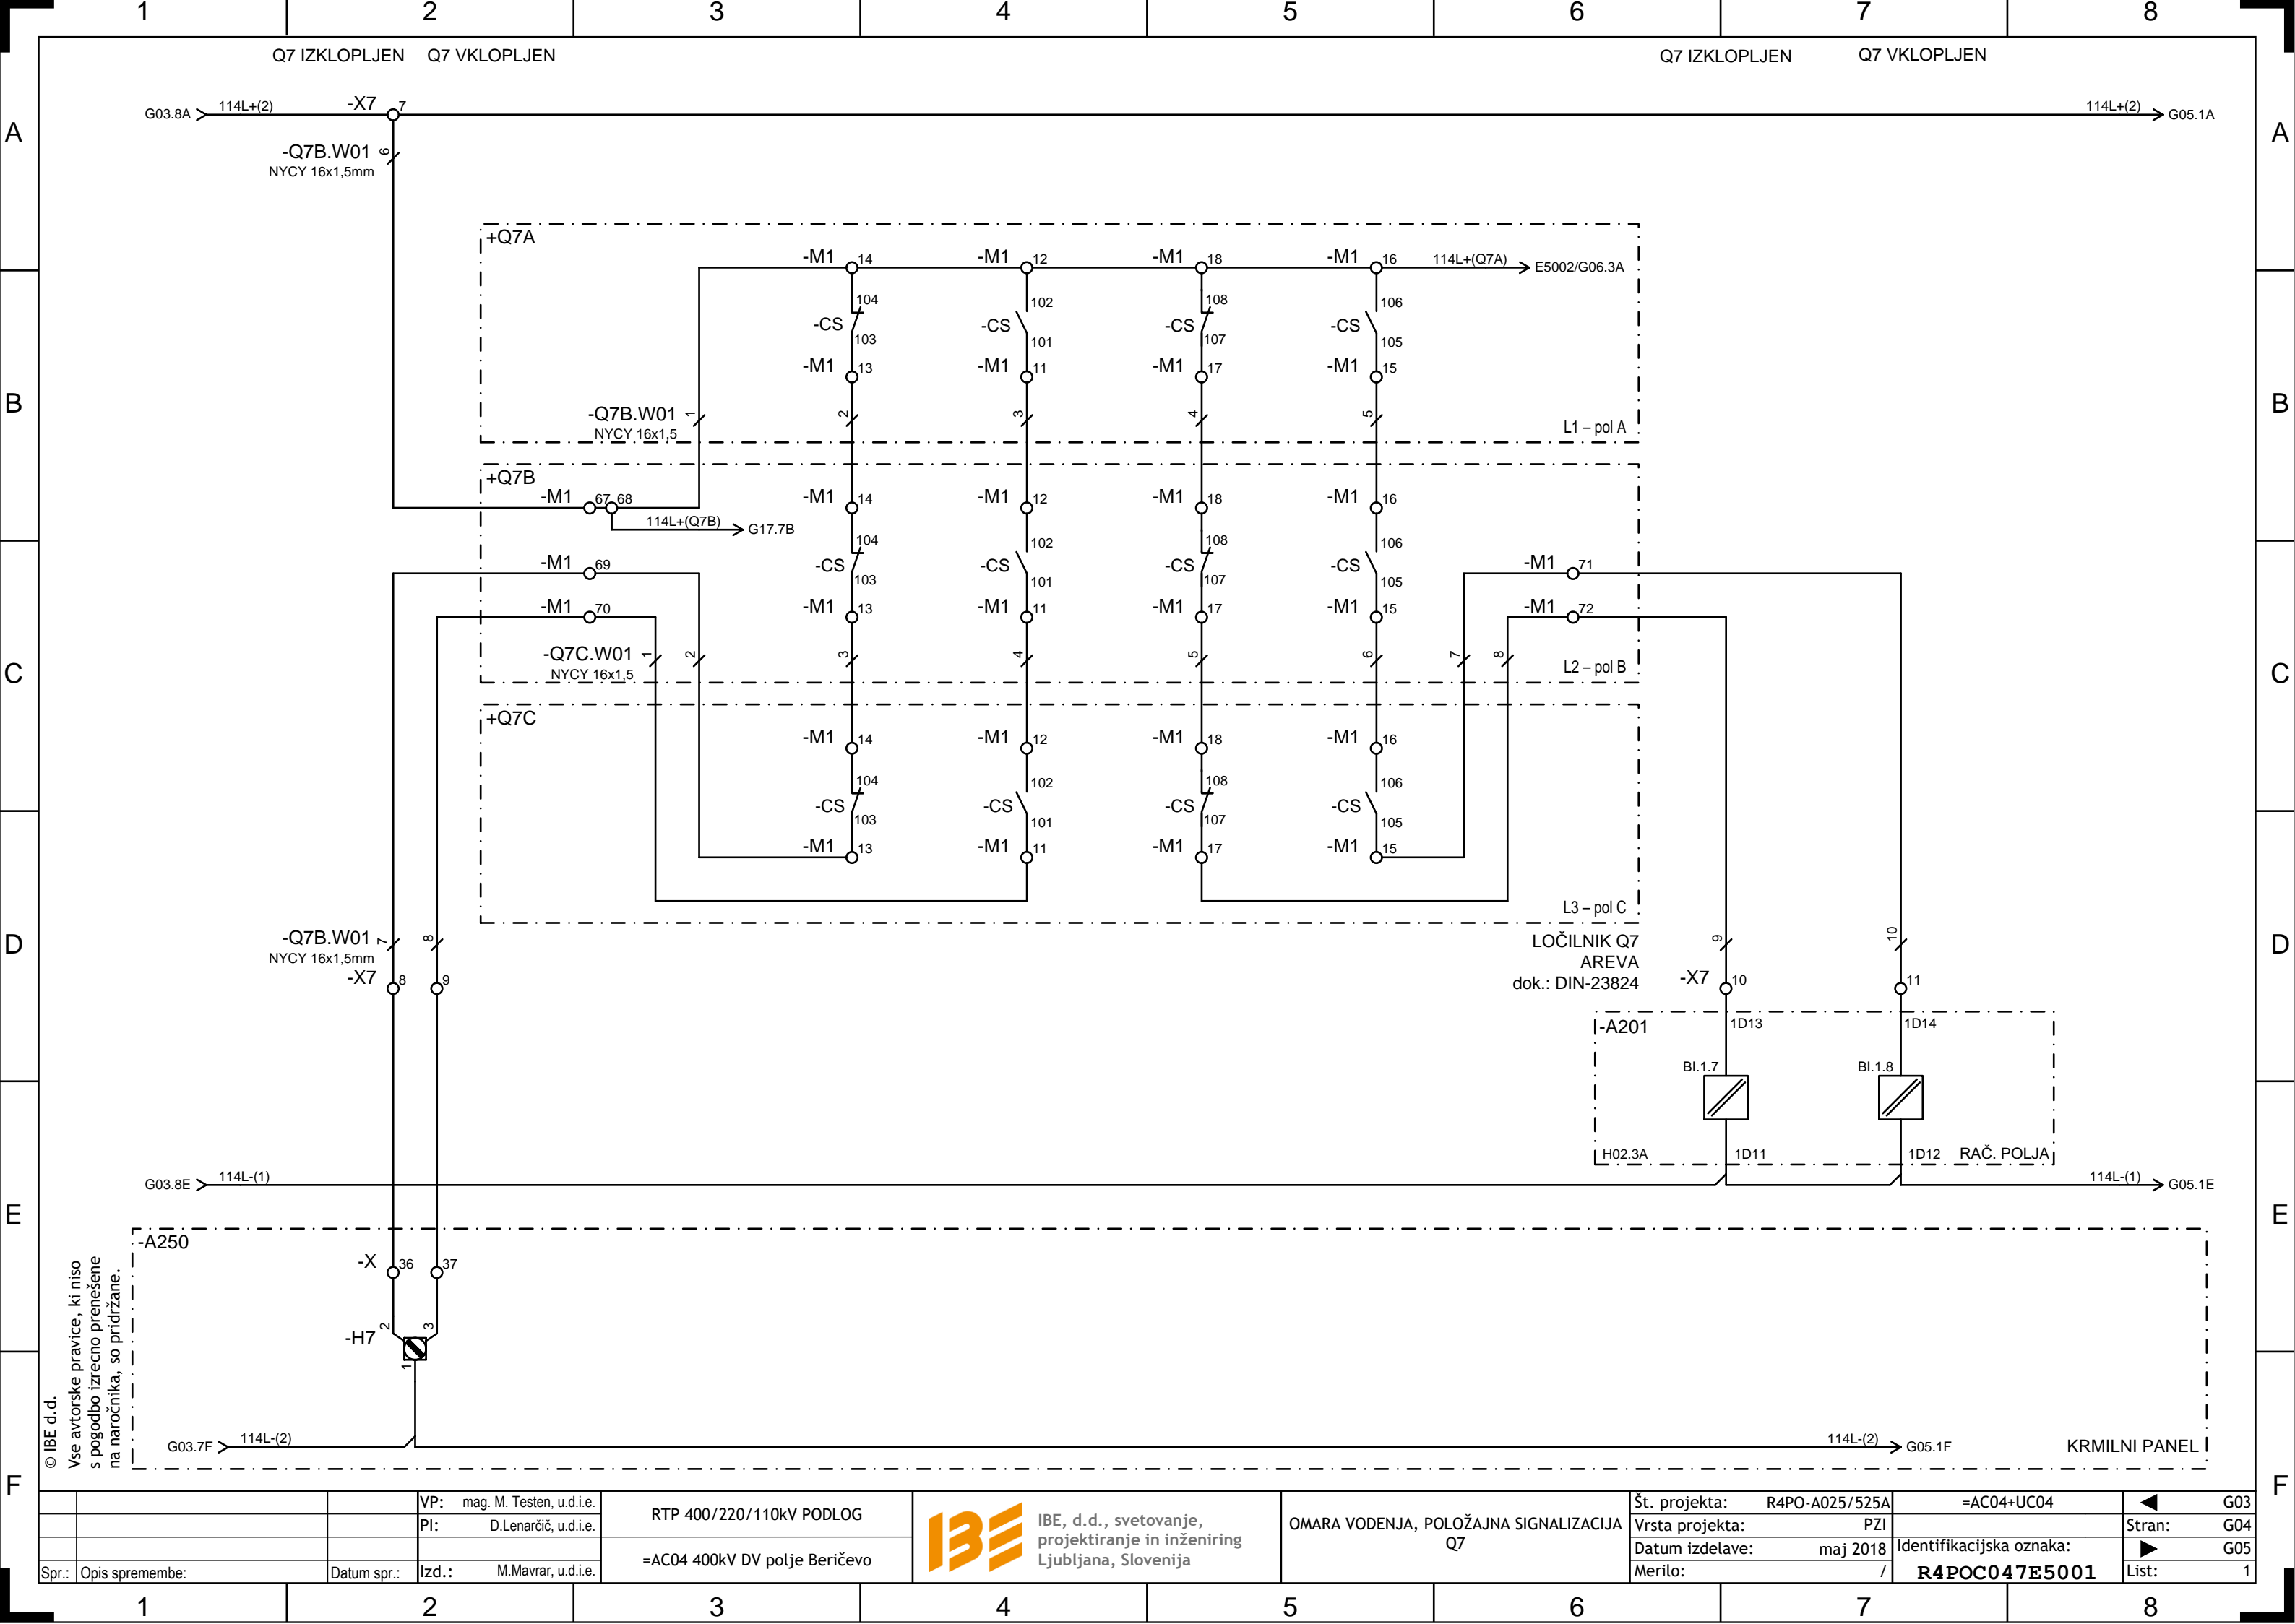 1 2 3 4 5 6 7 8
Q7 IZKLOPLJEN Q7 VKLOPLJEN Q7 IZKLOPLJEN Q7 VKLOPLJEN
A A
G03.8A 114L+(2) -X7 7 114L+(2) G05.1A
-Q7B.W01 6
NYCY 16x1,5mm
+Q7A
-M1 14 -M1 12 -M1 18 -M1 16 114L+(Q7A) E5002/G06.3A
104 102 108 106
-CS -CS -CS -CS
103 101 107 105
-M1 13 -M1 11 -M1 17 -M1 15
B B
-Q7B.W01 1 2 3 4 5
NYCY 16x1,5 L1 – pol A
+Q7B
-M1 67 68 -M1 14 -M1 12 -M1 18 -M1 16
114L+(Q7B) G17.7B
104 102 108 106
-M1 69 -CS -CS -CS -CS -M1 71
103 101 107 105
-M1 70 -M1 13 -M1 11 -M1 17 -M1 15 -M1 72
-Q7C.W01 1 2 3 4 5 6 7 8
NYCY 16x1,5 L2 – pol B
C C
+Q7C
-M1 14 -M1 12 -M1 18 -M1 16
104 102 108 106
-CS -CS -CS -CS
103 101 107 105
-M1 13 -M1 11 -M1 17 -M1 15
L3 – pol C
D D
-Q7B.W01 7 8 LOČILNIK Q7 9 10
NYCY 16x1,5mm AREVA
-X7 8 9 dok.: DIN-23824 -X7 10 11
-A201 1D13 1D14
BI.1.7 BI.1.8
H02.3A 1D11 1D12 RAČ. POLJA
G03.8E 114L-(1) 114L-(1) G05.1E
E E
-A250
-X 36 37
-H7 2 3
1
G03.7F 114L-(2) 114L-(2) G05.1F KRMILNI PANEL
F F
© IBE d.d.
Vse avtorske pravice, ki niso
s pogodbo izrecno prenešene
na naročnika, so pridržane.
Spr.: Opis spremembe: Datum spr.:
VP: mag. M. Testen, u.d.i.e.
PI: D.Lenarčič, u.d.i.e.
Izd.: M.Mavrar, u.d.i.e.
RTP 400/220/110kV PODLOG
=AC04 400kV DV polje Beričevo
IBE
IBE, d.d., svetovanje,
projektiranje in inženiring
Ljubljana, Slovenija
OMARA VODENJA, POLOŽAJNA SIGNALIZACIJA
Q7
Št. projekta: R4PO-A025/525A
Vrsta projekta: PZI
Datum izdelave: maj 2018
Merilo: /
=AC04+UC04
Identifikacijska oznaka:
R4POC047E5001
G03
Stran: G04
G05
List: 1
1 2 3 4 5 6 7 8